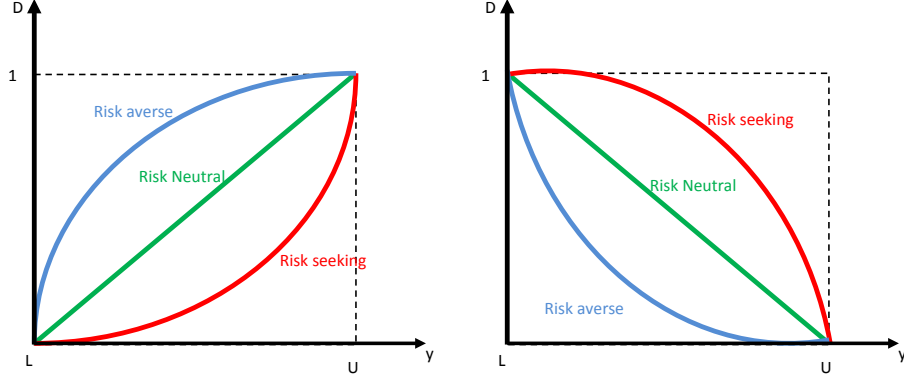 D
1
Risk averse
Risk Neutral
Risk seeking
L
U
y
D
1
Risk seeking
Risk Neutral
Risk averse
L
U
y